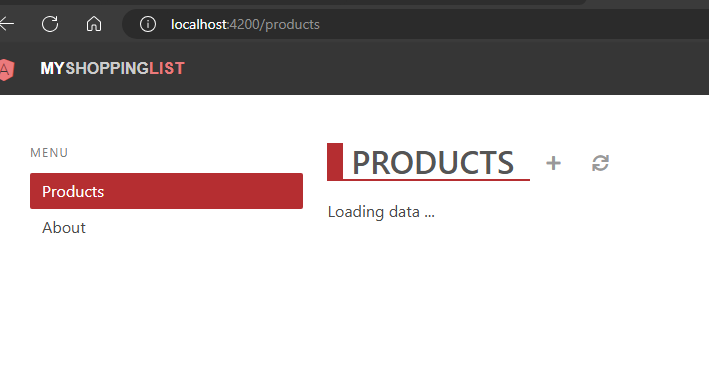 localhost:4200/products
MYSHOPPINGLIST
MENU
Products
About
PRODUCTS
Loading data ...